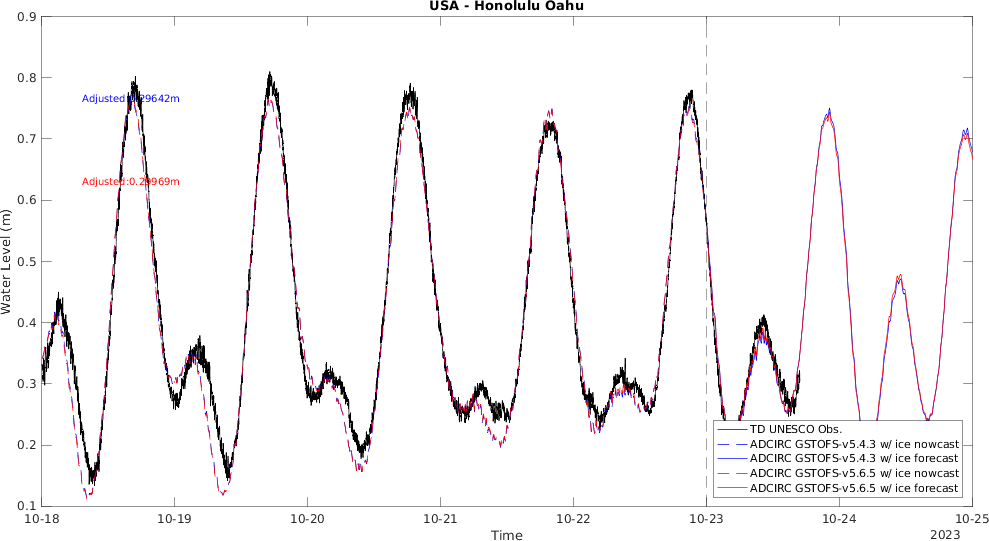 USA - Honolulu Oahu
0.9
0.8
0.7
0.6
0.5
0.4
0.3
0.2
0.1
Water Level (m)
Adjusted:0.29642m
Adjusted:0.29969m
TD UNESCO Obs.
ADCIRC GSTOFS-v5.4.3 w/ ice nowcast
ADCIRC GSTOFS-v5.4.3 w/ ice forecast
ADCIRC GSTOFS-v5.6.5 w/ ice nowcast
ADCIRC GSTOFS-v5.6.5 w/ ice forecast
10-18 10-19 10-20 10-21 10-22 10-23 10-24 10-25
Time
2023